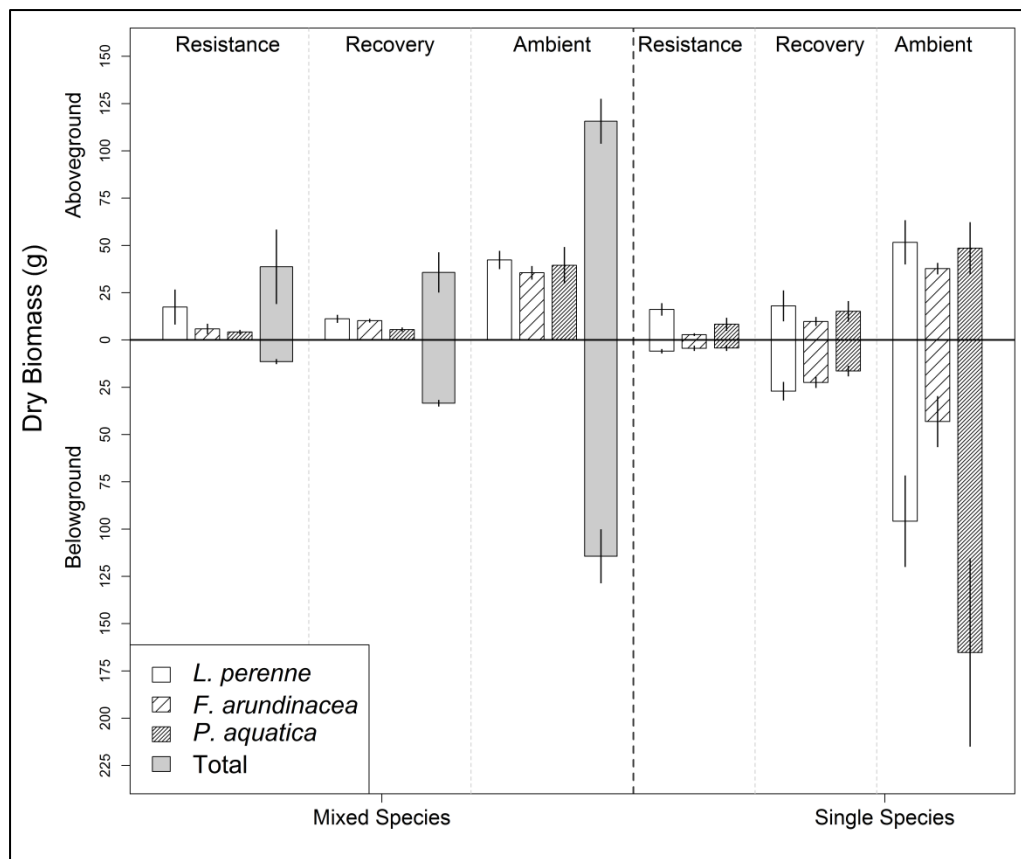 Resistance Recovery Ambient Resistance Recovery Ambient
Dry Biomass (g)
Aboveground
Belowground
150
125
100
75
50
25
0
25
50
75
100
125
150
175
200
225
L. perenne
F. arundinacea
P. aquatica
Total
Mixed Species Single Species